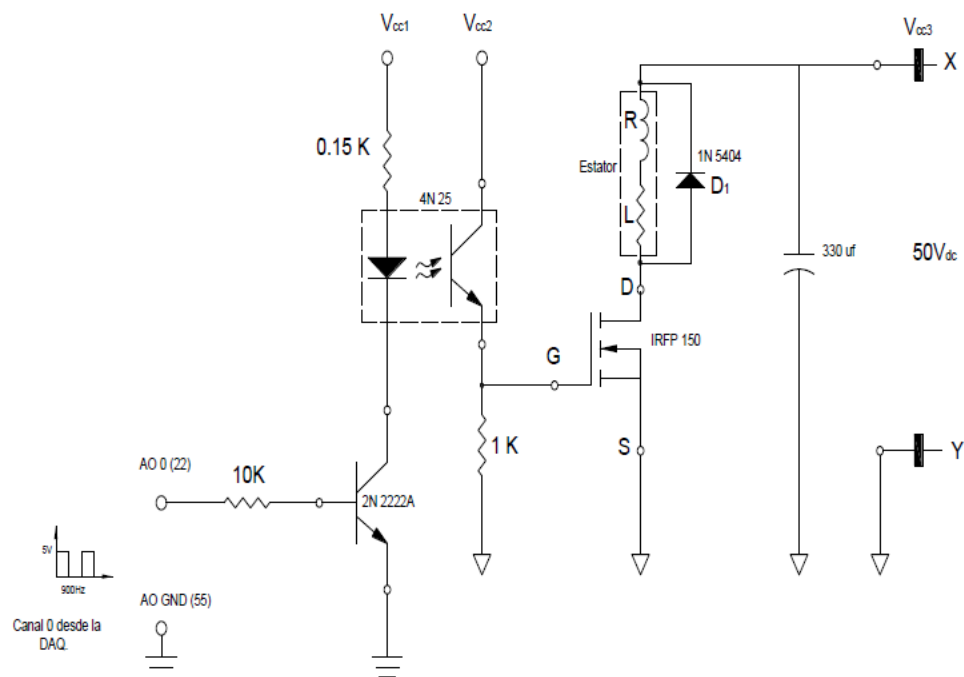 Vcc1
Vcc2
Vcc3
X
0.15 K
R
1N 5404
Estator
D1
4N 25
L
330 uf
50Vdc
D
G
IRFP 150
1 K
S
Y
AO 0 (22)
10K
2N 2222A
5V
900Hz
AO GND (55)
Canal 0 desde la
DAQ.